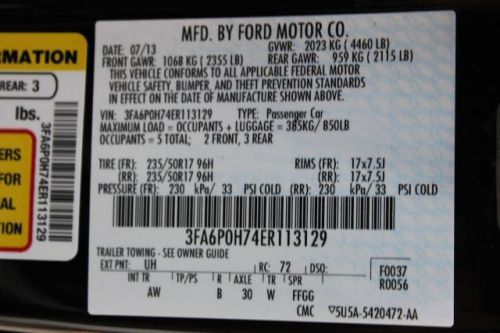 MFD. BY FORD MOTOR CO.
DATE: 07/13 GVWR: 2023 KG ( 4460 LB)
FRONT GAWR: 1068 KG ( 2355 LB) REAR GAWR: 959 KG ( 2115 LB)
THIS VEHICLE CONFORMS TO ALL APPLICABLE FEDERAL MOTOR
VEHICLE SAFETY, BUMPER, AND THEFT PREVENTION STANDARDS
IN EFFECT ON THE DATE OF MANUFACTURE SHOWN ABOVE.
VIN: 3FA6P0H74ER113129 TYPE: Passenger Car
MAXIMUM LOAD = OCCUPANTS + LUGGAGE = 385KG/850LB
OCCUPANTS = 5 TOTAL; 2 FRONT, 3 REAR
TIRE (FR): 235/50R17 96H RIMS (FR): 17x7.5J
(RR): 235/50R17 96H (RR): 17x7.5J
PRESSURE (FR): 230 kPa/ 33 PSI COLD (RR): 230 kPa/ 33 PSI COLD
3FA6P0H74ER113129
TRAILER TOWING - SEE OWNER GUIDE
EXT PNT: UH RC: 72 DSO: F0037
R0056
INT TR TP/PS R AXLE TR SPR
AW B 30 W FFGG
CMC 5U5A-5420472-AA
RMATION
REAR: 3
lbs.
3FA6P0H74ER113129
ERS
FOR
AL
ON